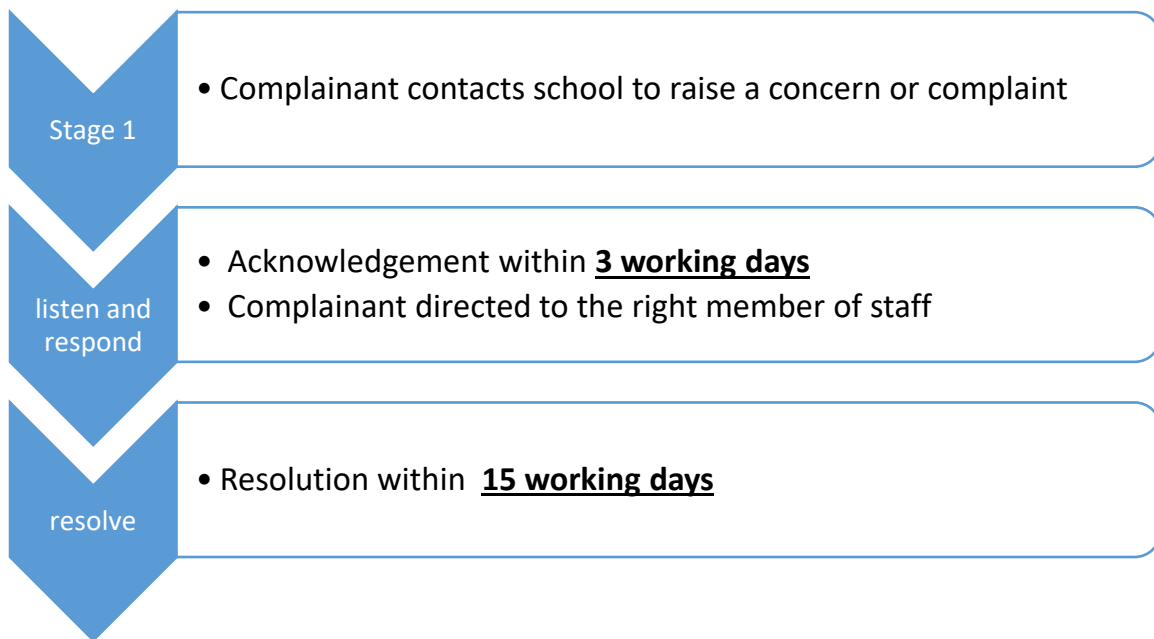 Stage 1
• Complainant contacts school to raise a concern or complaint
listen and
respond
• Acknowledgement within 3 working days
• Complainant directed to the right member of staff
resolve
• Resolution within 15 working days